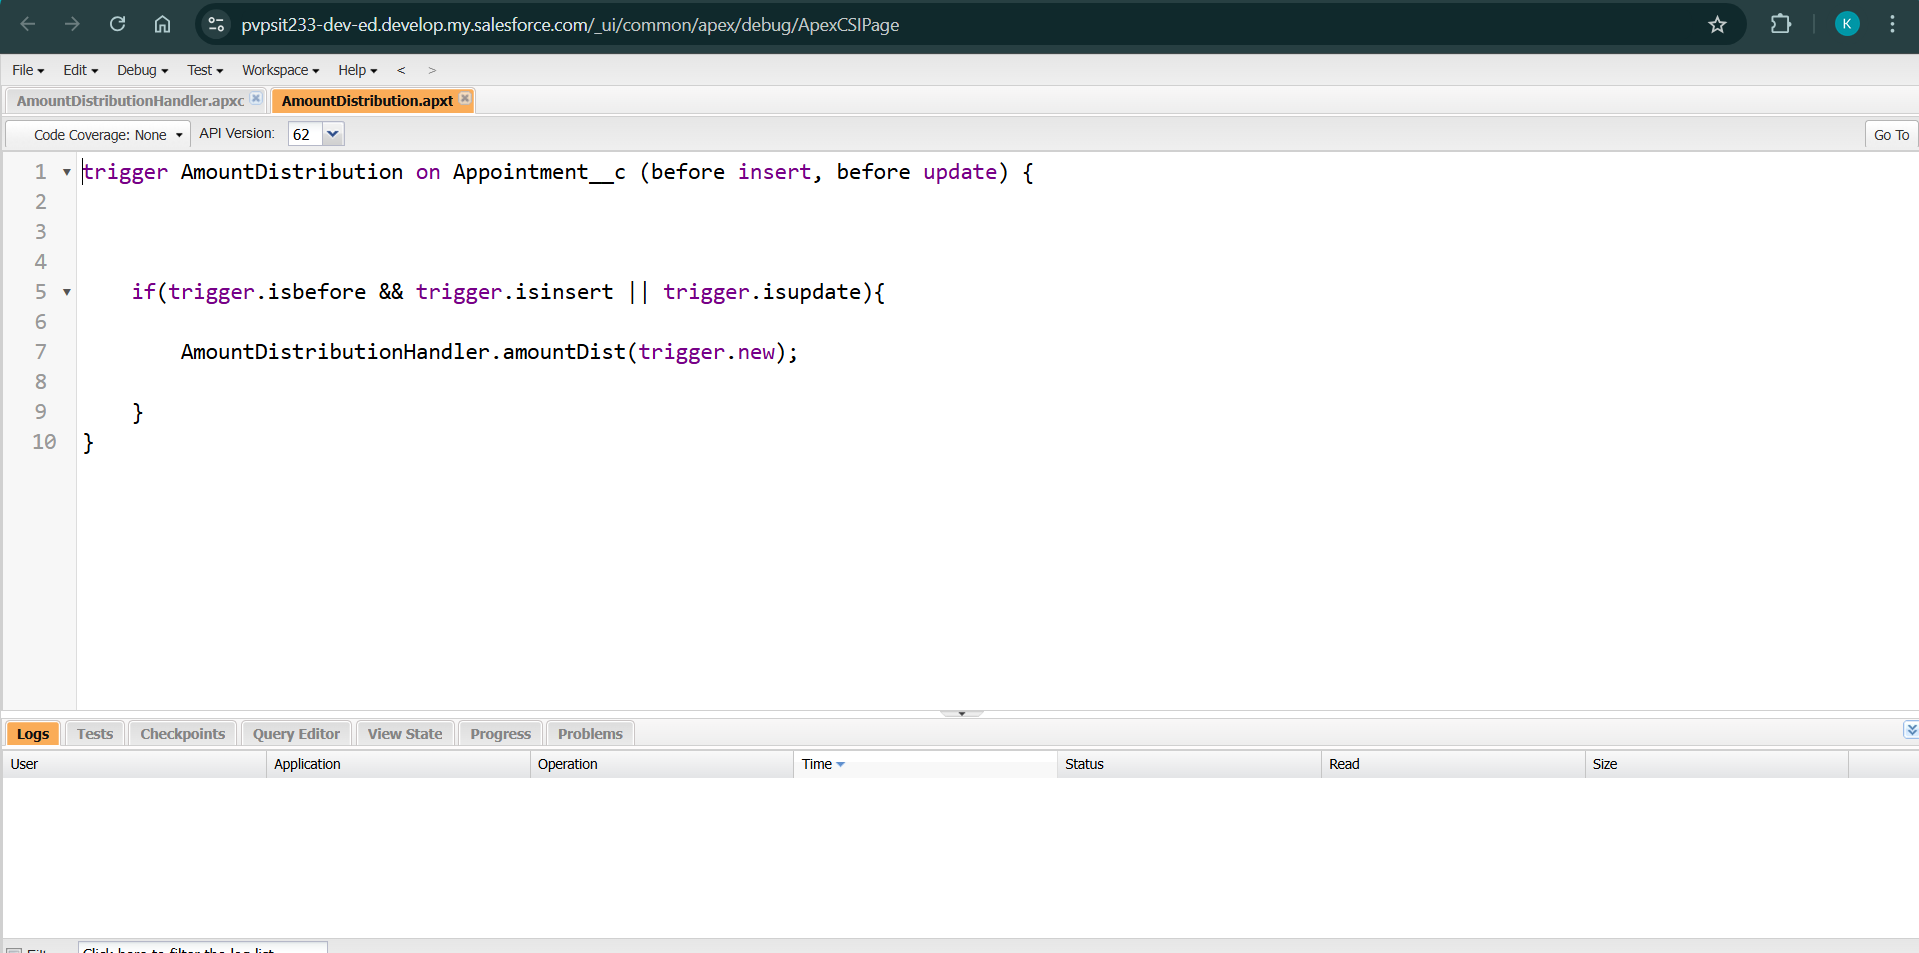 pvpsit233-dev-ed.develop.my.salesforce.com/_ui/common/apex/debug/ApexCSIPage
K
File Edit Debug Test Workspace Help < >
AmountDistributionHandler.apxc AmountDistribution.apxt
Code Coverage: None API Version: 62 Go To
1 trigger AmountDistribution on Appointment__c (before insert, before update) {
2
3
4
5 if(trigger.isbefore && trigger.isinsert || trigger.isupdate){
6
7 AmountDistributionHandler.amountDist(trigger.new);
8
9 }
10 }
Logs Tests Checkpoints Query Editor View State Progress Problems
User Application Operation Time Status Read Size
Click here to filter the log list